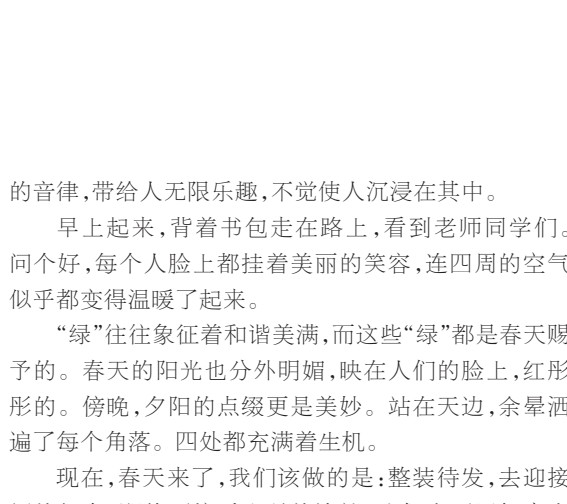 的音律,带给人无限乐趣,不觉使人沉浸在其中。
早上起来,背着书包走在路上,看到老师同学们。
问个好,每个人脸上都挂着美丽的笑容,连四周的空气
似乎都变得温暖了起来。
“绿”往往象征着和谐美满,而这些“绿”都是春天赐
予的。春天的阳光也分外明媚,映在人们的脸上,红彤
彤的。傍晚,夕阳的点缀更是美妙。站在天边,余晕洒
遍了每个角落。四处都充满着生机。
现在,春天来了,我们该做的是:整装待发,去迎接